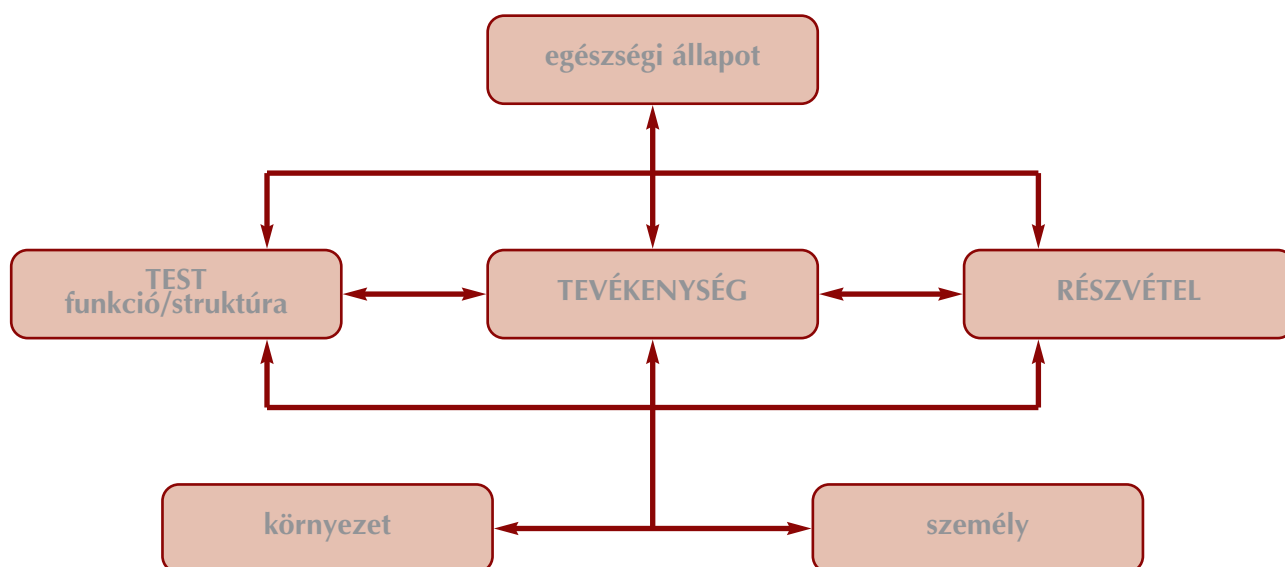 egészségi állapot
TEST
funkció/struktúra
TEVÉKENYSÉG
RÉSZVÉTEL
környezet
személy